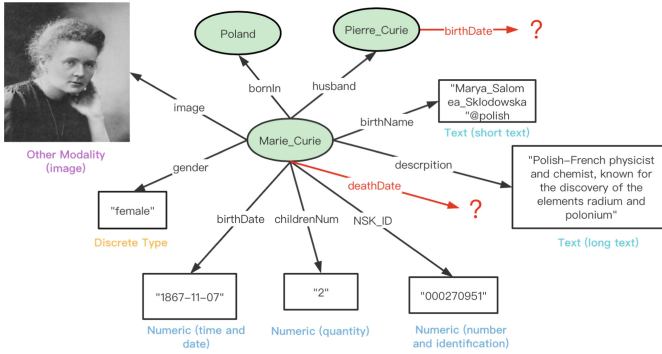 Poland
Pierre_Curie
birthDate
?
bornIn
husband
image
"Marya_Salom
ea_Sklodowska
"@polish
birthName
Text (short text)
Marie_Curie
Other Modality
(image)
gender
descrpition
"Polish-French physicist
and chemist, known for
the discovery of the
elements radium and
polonium"
deathDate
?
"female"
birthDate
childrenNum
NSK_ID
Discrete Type
Text (long text)
"1867-11-07"
"2"
"000270951"
Numeric (time and
date)
Numeric (quantity)
Numeric (number
and identification)